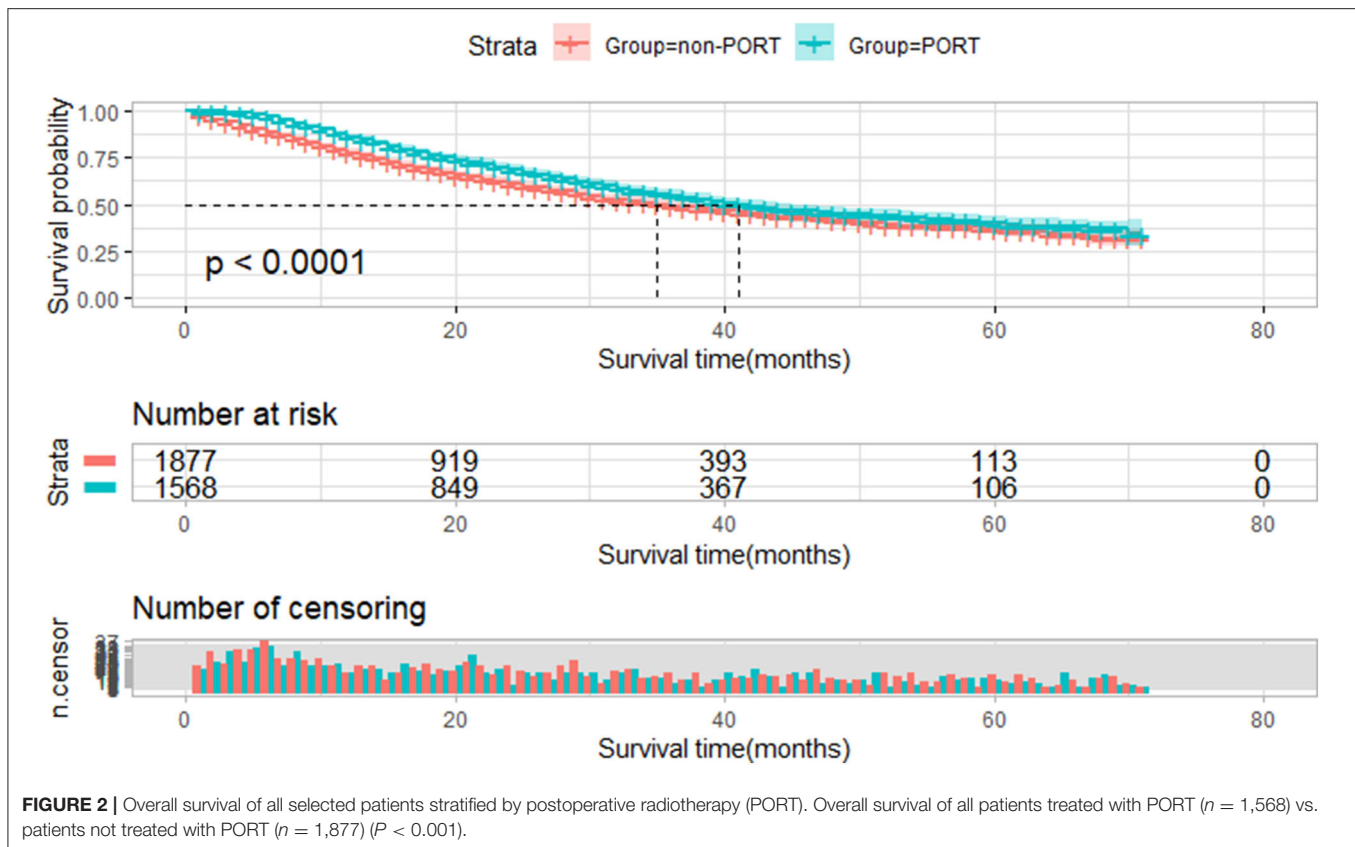 Strata Group=non-PORT Group=PORT
Survival probability
1.00
0.75
0.50
0.25
0.00
p < 0.0001
0 20 40 60 80
Survival time(months)
Number at risk
Strata
1877 919 393 113 0
1568 849 367 106 0
0 20 40 60 80
Survival time(months)
Number of censoring
n.censor
0 20 40 60 80
Survival time(months)
FIGURE 2 | Overall survival of all selected patients stratified by postoperative radiotherapy (PORT). Overall survival of all patients treated with PORT (n = 1,568) vs.
patients not treated with PORT (n = 1,877) (P < 0.001).